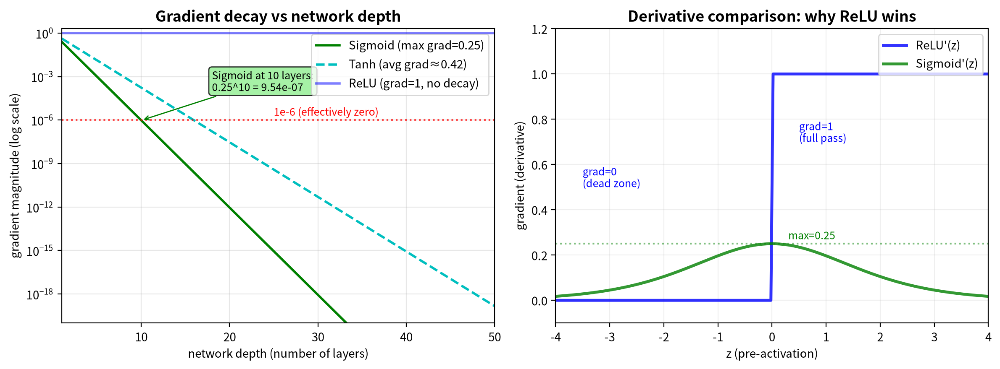 Gradient decay vs network depth
gradient magnitude (log scale)
10⁰
10⁻³
10⁻⁶
10⁻⁹
10⁻¹²
10⁻¹⁵
10⁻¹⁸
Sigmoid (max grad=0.25)
Tanh (avg grad≈0.42)
ReLU (grad=1, no decay)
Sigmoid at 10 layers:
0.25^10 = 9.54e-07
1e-6 (effectively zero)
10 20 30 40 50
network depth (number of layers)
Derivative comparison: why ReLU wins
gradient (derivative)
1.2
1.0
0.8
0.6
0.4
0.2
0.0
ReLU'(z)
Sigmoid'(z)
grad=1
(full pass)
grad=0
(dead zone)
max=0.25
-4 -3 -2 -1 0 1 2 3 4
z (pre-activation)